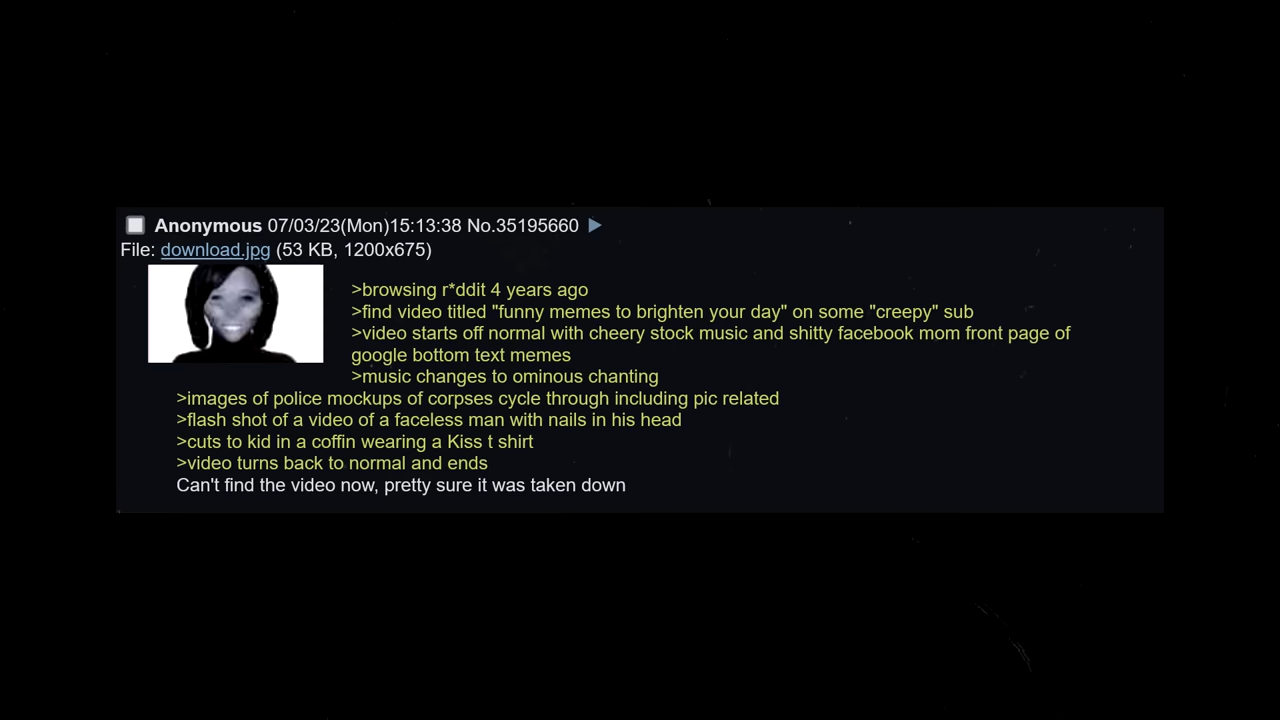 Anonymous 07/03/23(Mon)15:13:38 No.35195660
File: download.jpg (53 KB, 1200x675)
>browsing r*ddit 4 years ago
>find video titled "funny memes to brighten your day" on some "creepy" sub
>video starts off normal with cheery stock music and shitty facebook mom front page of
google bottom text memes
>music changes to ominous chanting
>images of police mockups of corpses cycle through including pic related
>flash shot of a video of a faceless man with nails in his head
>cuts to kid in a coffin wearing a Kiss t shirt
>video turns back to normal and ends
Can't find the video now, pretty sure it was taken down